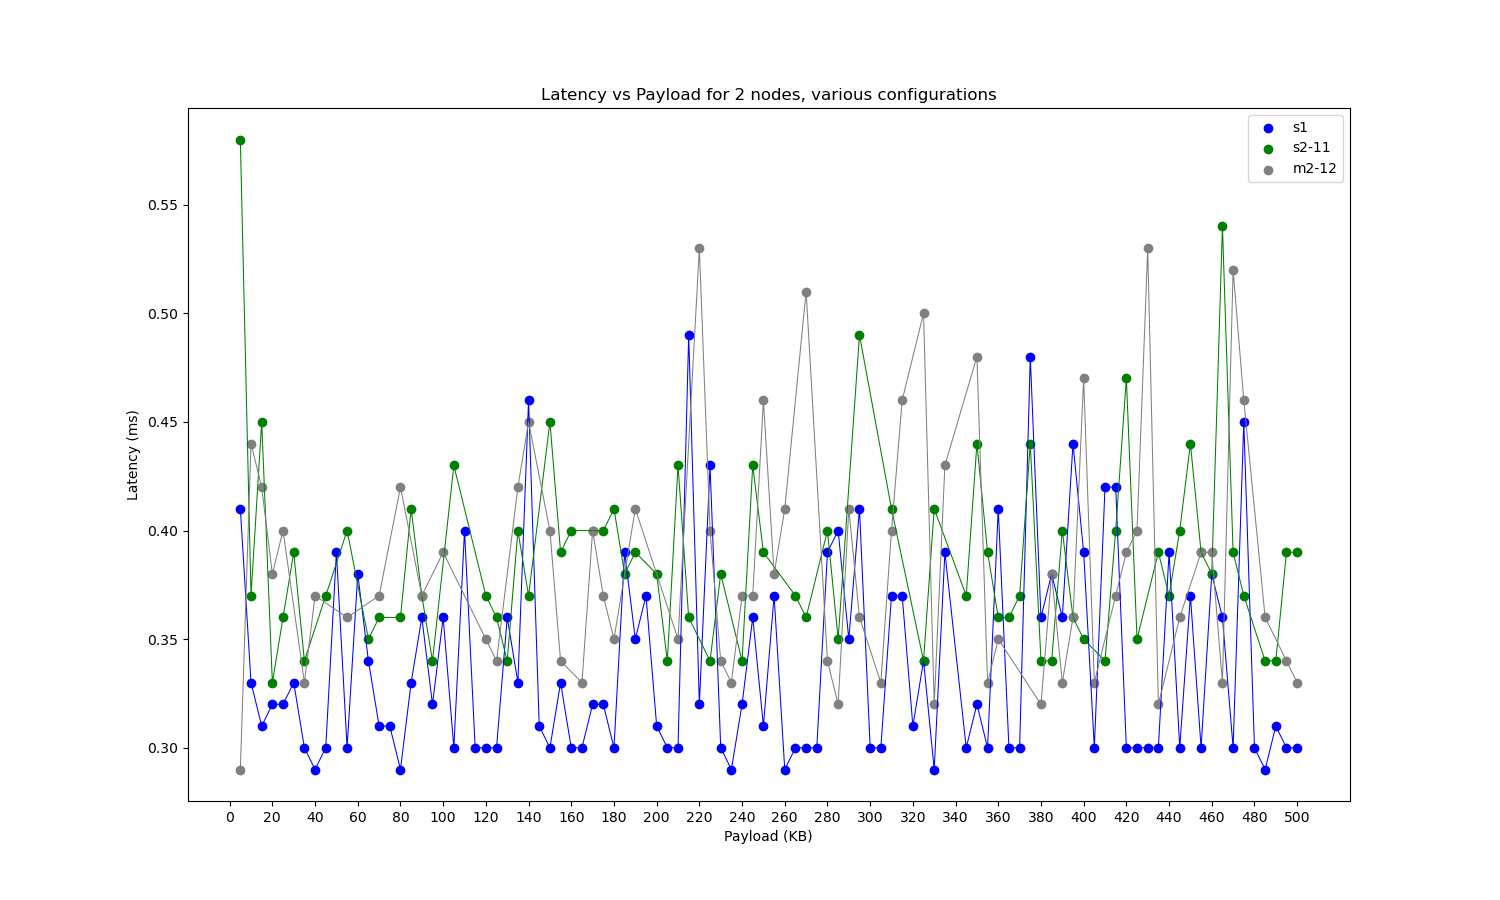 Latency vs Payload for 2 nodes, various configurations
s1
s2-11
m2-12
0.55
0.50
0.45
0.40
0.35
0.30
Latency (ms)
0 20 40 60 80 100 120 140 160 180 200 220 240 260 280 300 320 340 360 380 400 420 440 460 480 500
Payload (KB)